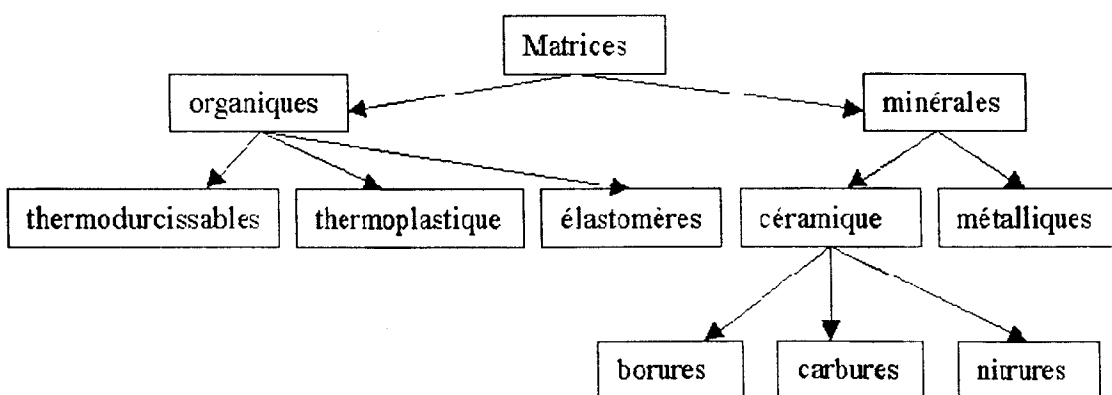 Matrices
organiques
minérales
thermodurcissables
thermoplastique
élastomères
céramique
métalliques
borures
carbures
nitrures